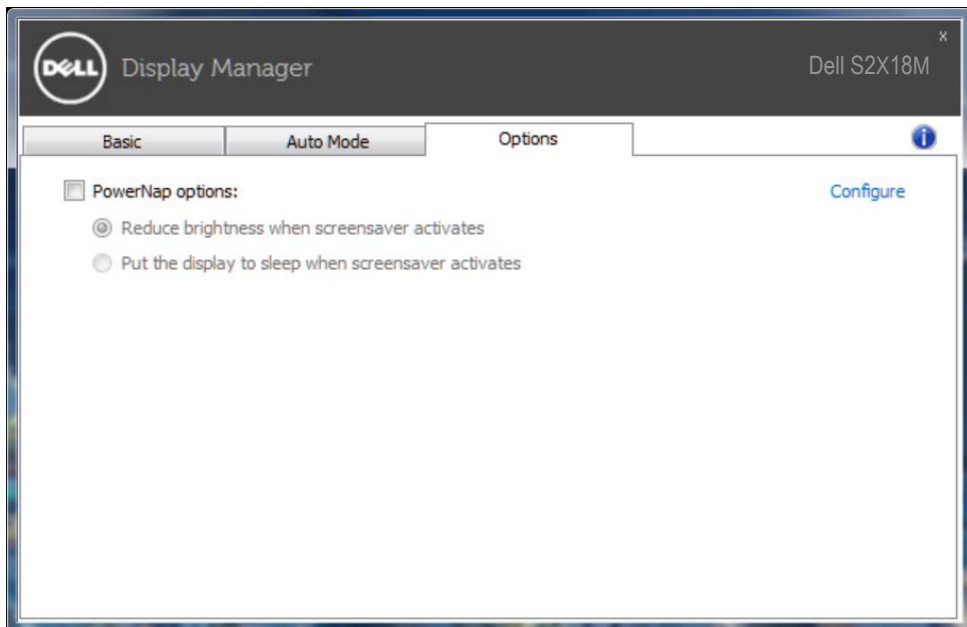 x
DELL Display Manager Dell S2X18M
Basic Auto Mode Options i
PowerNap options: Configure
Reduce brightness when screensaver activates
Put the display to sleep when screensaver activates